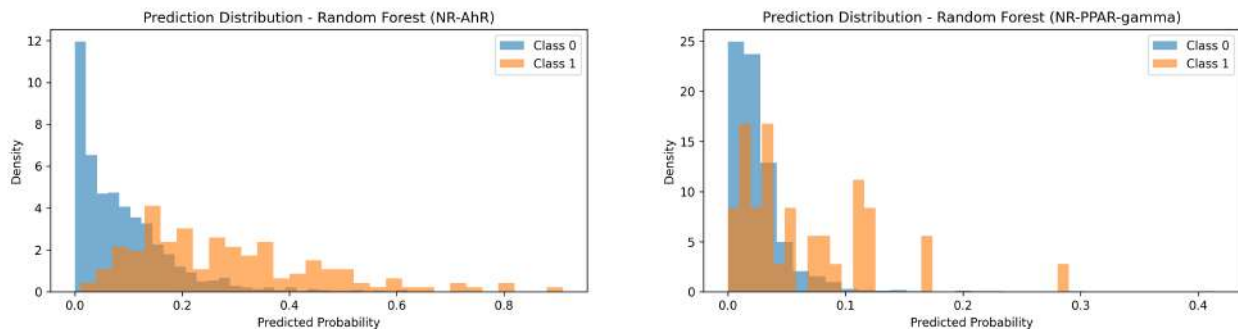 Prediction Distribution - Random Forest (NR-AhR)
12
10
8
6
4
2
0
Density
Class 0
Class 1
0.0 0.2 0.4 0.6 0.8
Predicted Probability
Prediction Distribution - Random Forest (NR-PPAR-gamma)
25
20
15
10
5
0
Density
Class 0
Class 1
0.0 0.1 0.2 0.3 0.4
Predicted Probability